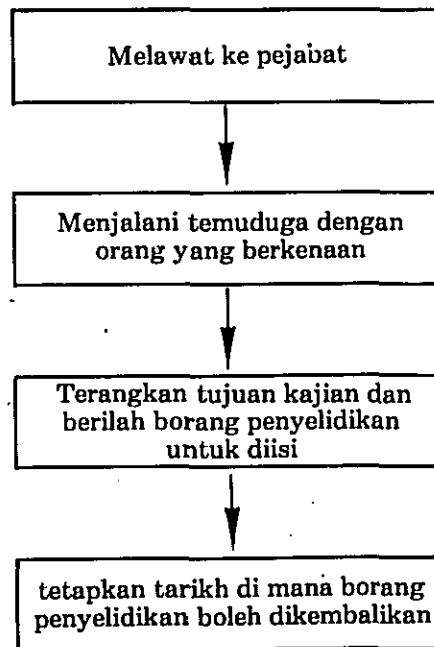 Melawat ke pejabat
Menjalani temuduga dengan
orang yang berkenaan
Terangkan tujuan kajian dan
berilah borang penyelidikan
untuk diisi
tetapkan tarikh di mana borang
penyelidikan boleh dikembalikan